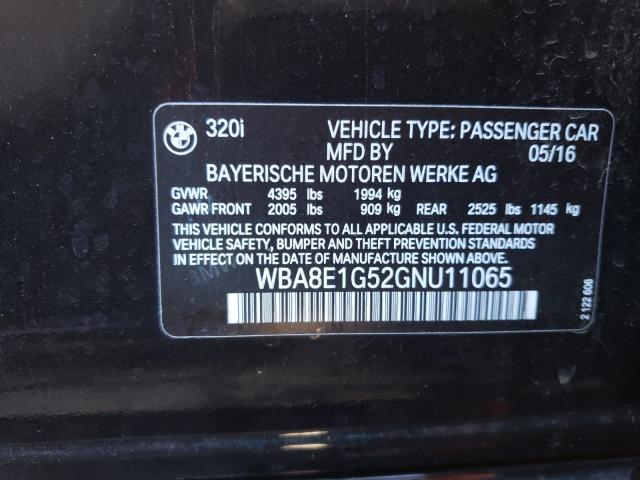 320i VEHICLE TYPE: PASSENGER CAR
MFD BY 05/16
BAYERISCHE MOTOREN WERKE AG
GVWR 4395 lbs 1994 kg
GAWR FRONT 2005 lbs 909 kg REAR 2525 lbs 1145 kg
THIS VEHICLE CONFORMS TO ALL APPLICABLE U.S. FEDERAL MOTOR
VEHICLE SAFETY, BUMPER AND THEFT PREVENTION STANDARDS
IN EFFECT ON THE DATE OF MANUFACTURE SHOWN ABOVE.
WBA8E1G52GNU11065
2 122 606